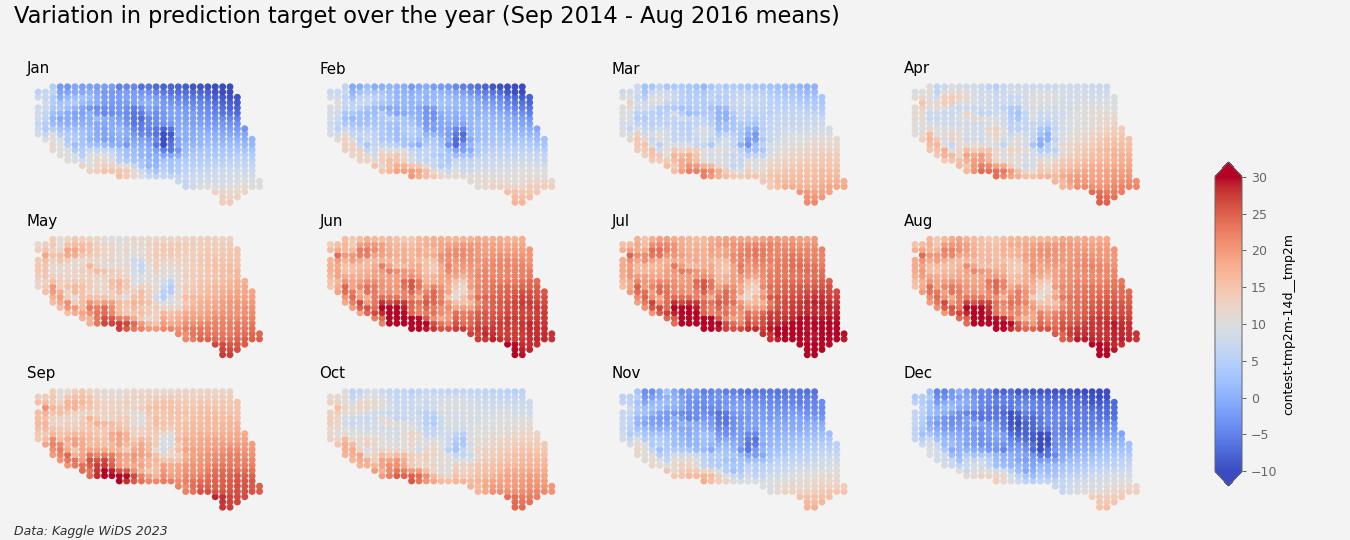 Variation in prediction target over the year (Sep 2014 - Aug 2016 means)
Jan
Feb
Mar
Apr
May
Jun
Jul
Aug
Sep
Oct
Nov
Dec
30
25
20
15
10
5
0
−5
−10
contest-tmp2m-14d__tmp2m
Data: Kaggle WiDS 2023